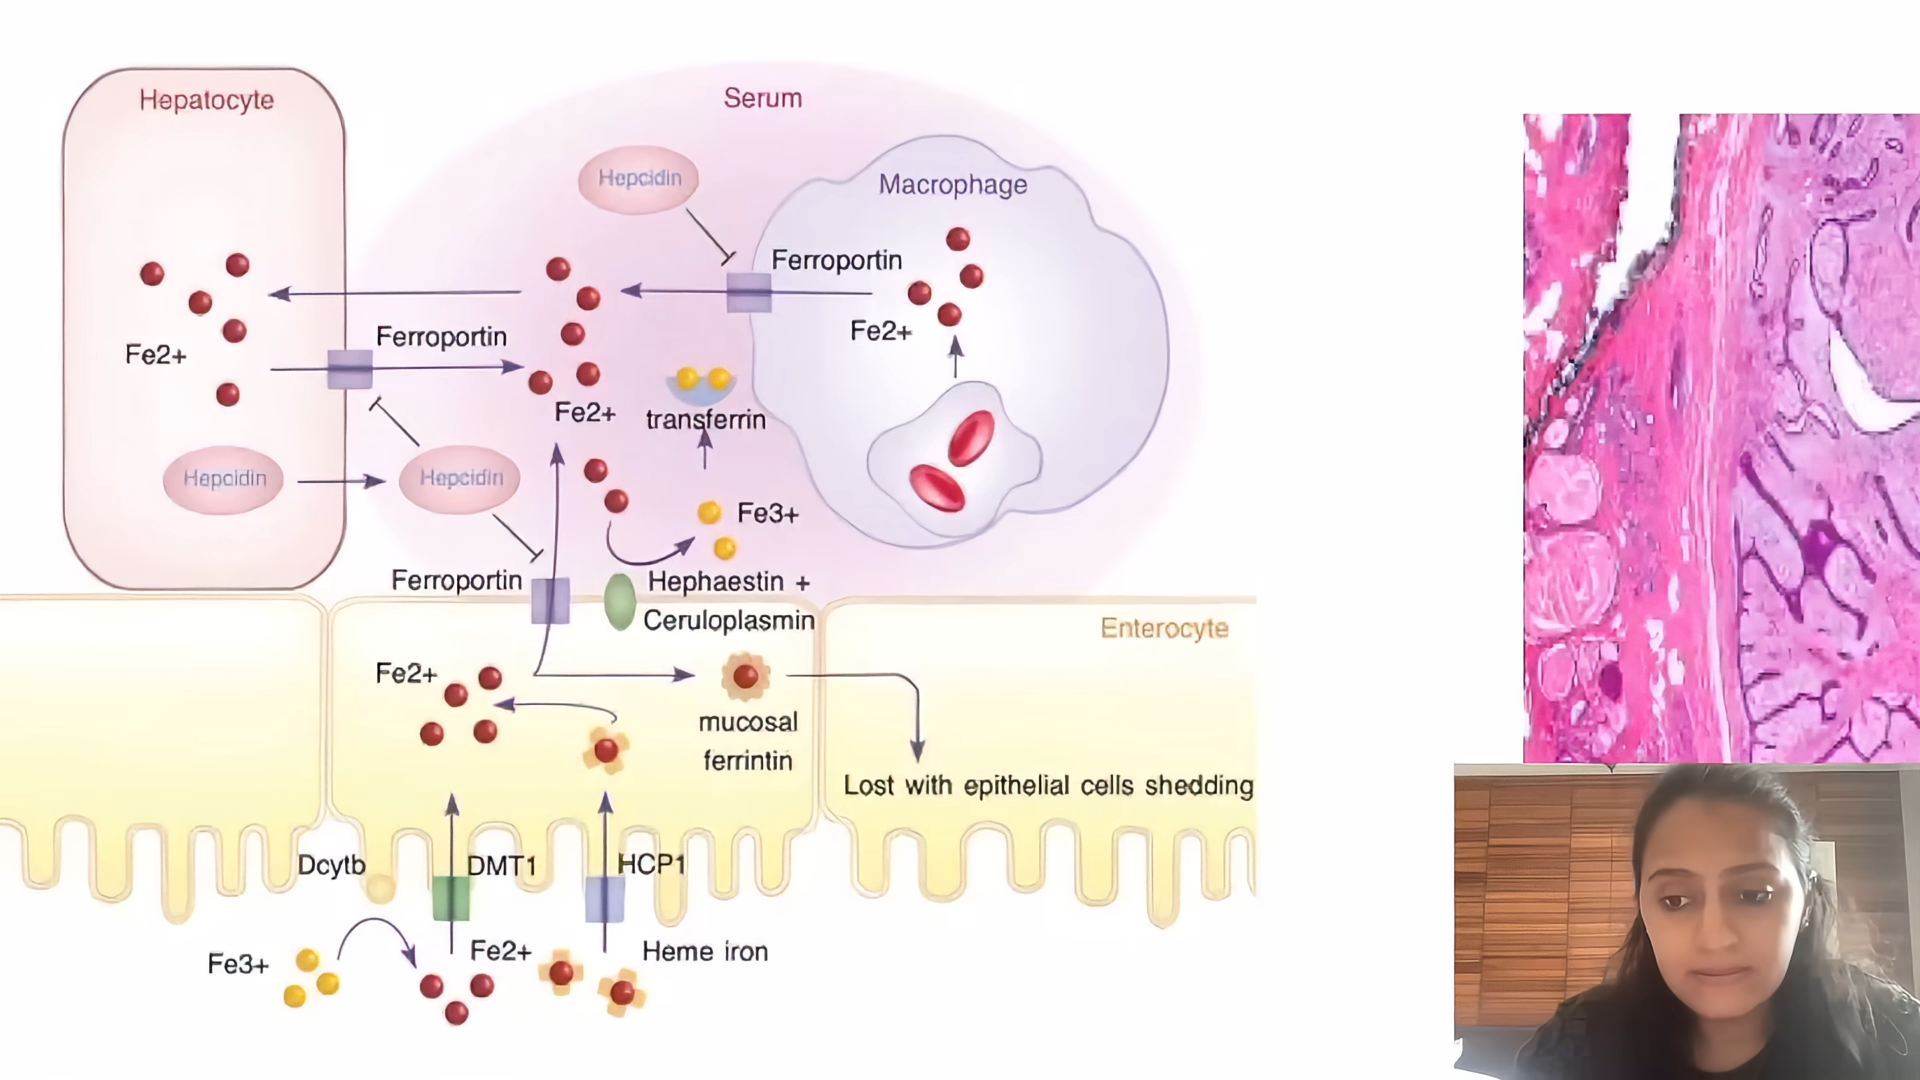 Hepatocyte
Serum
Hepcidin
Macrophage
Ferroportin
Fe2+
Ferroportin
Fe2+
Fe2+
transferrin
Hepcidin
Hepcidin
Fe3+
Ferroportin
Hephaestin +
Ceruloplasmin
Enterocyte
Fe2+
mucosal
ferrintin
Lost with epithelial cells shedding
Dcytb
DMT1
HCP1
Fe3+
Fe2+
Heme iron